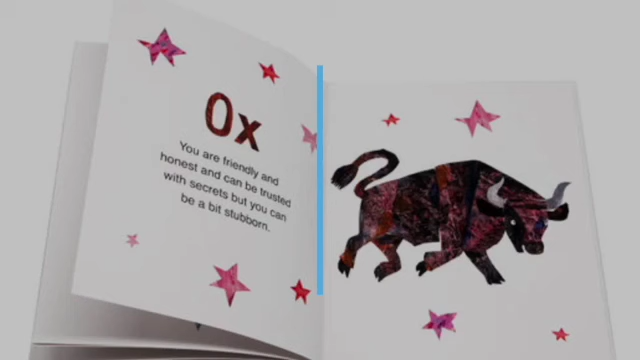 Ox
You are friendly and
honest and can be trusted
with secrets but you can
be a bit stubborn.